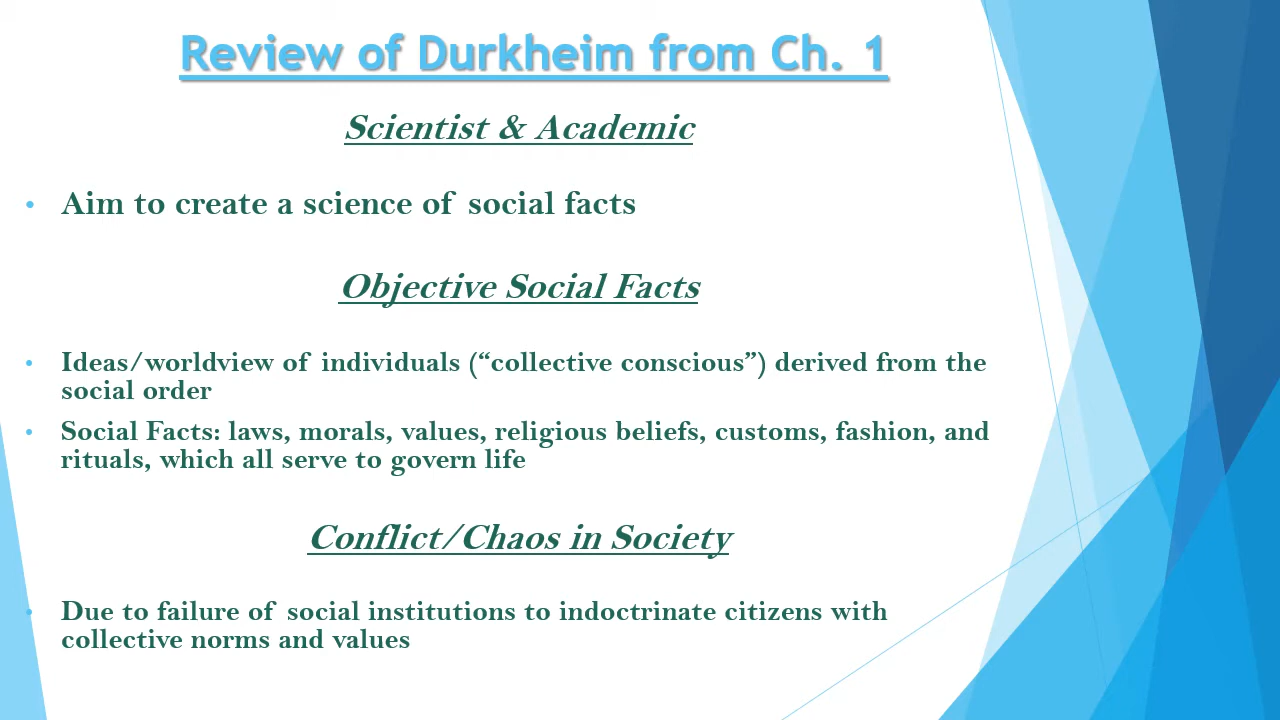 Review of Durkheim from Ch. 1
Scientist & Academic
• Aim to create a science of social facts
Objective Social Facts
• Ideas/worldview of individuals (“collective conscious”) derived from the
social order
• Social Facts: laws, morals, values, religious beliefs, customs, fashion, and
rituals, which all serve to govern life
Conflict/Chaos in Society
• Due to failure of social institutions to indoctrinate citizens with
collective norms and values